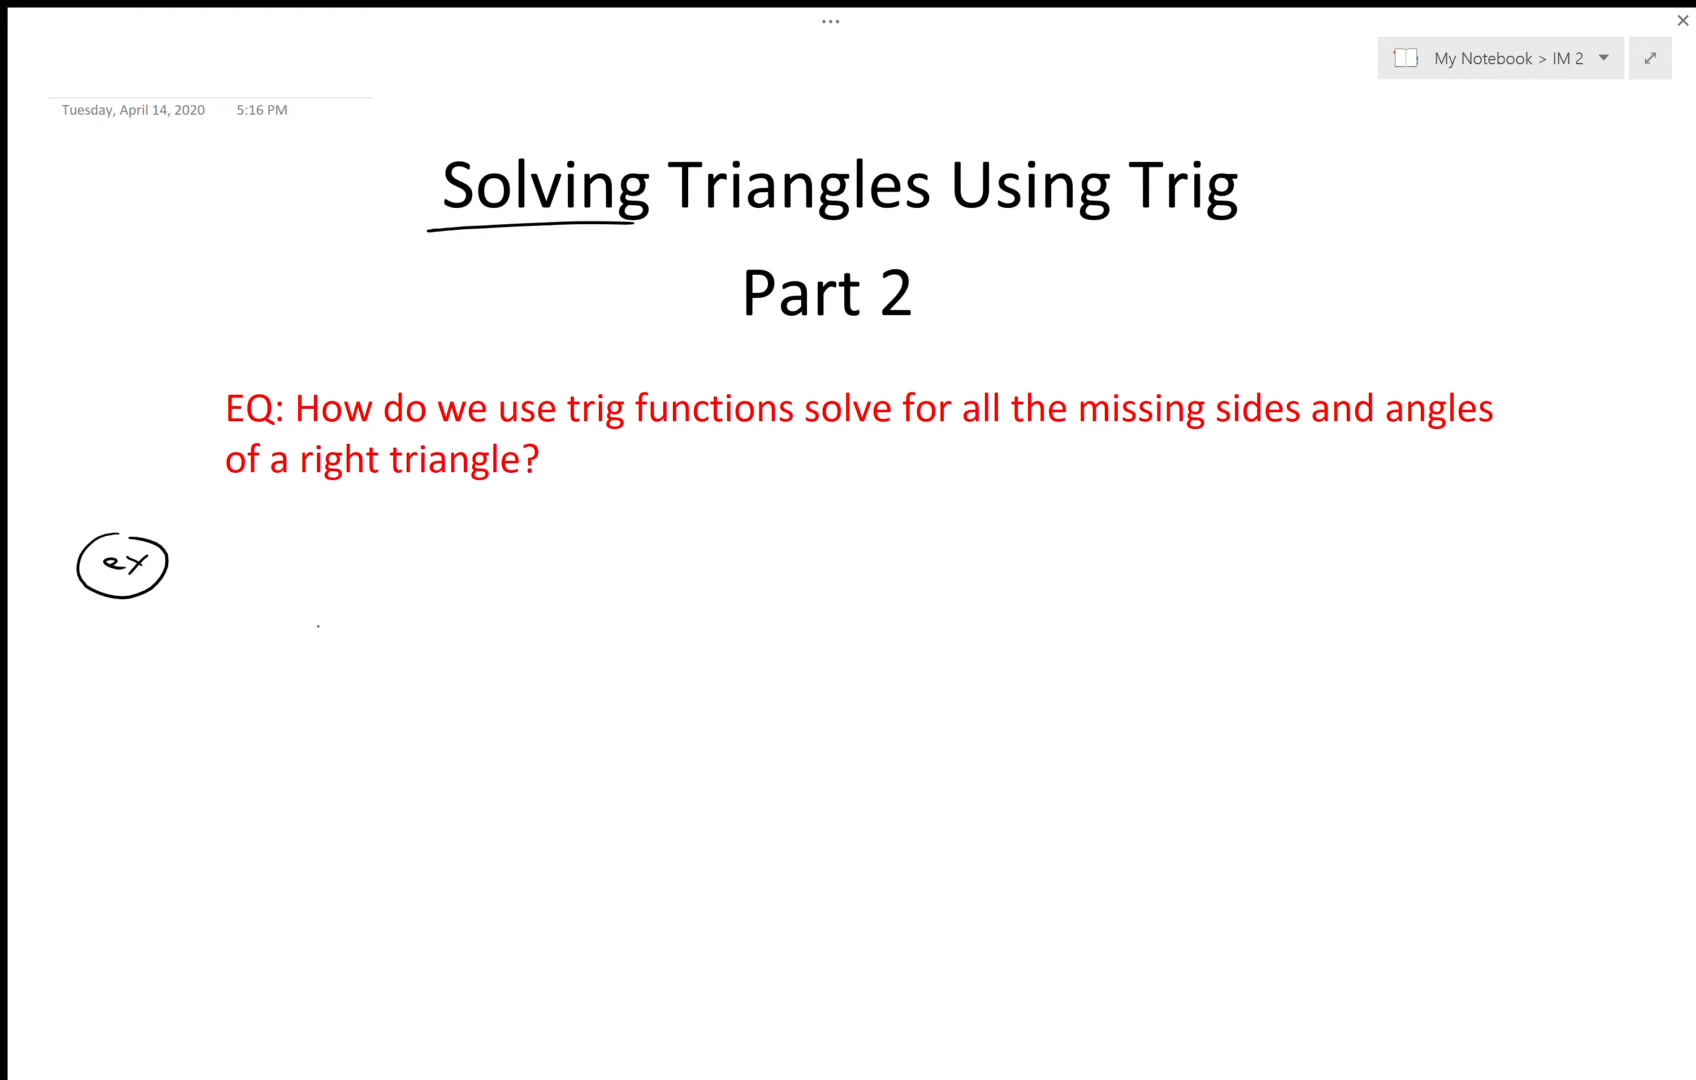 My Notebook > IM 2
Tuesday, April 14, 2020 5:16 PM
Solving Triangles Using Trig
Part 2
EQ: How do we use trig functions solve for all the missing sides and angles
of a right triangle?
ex